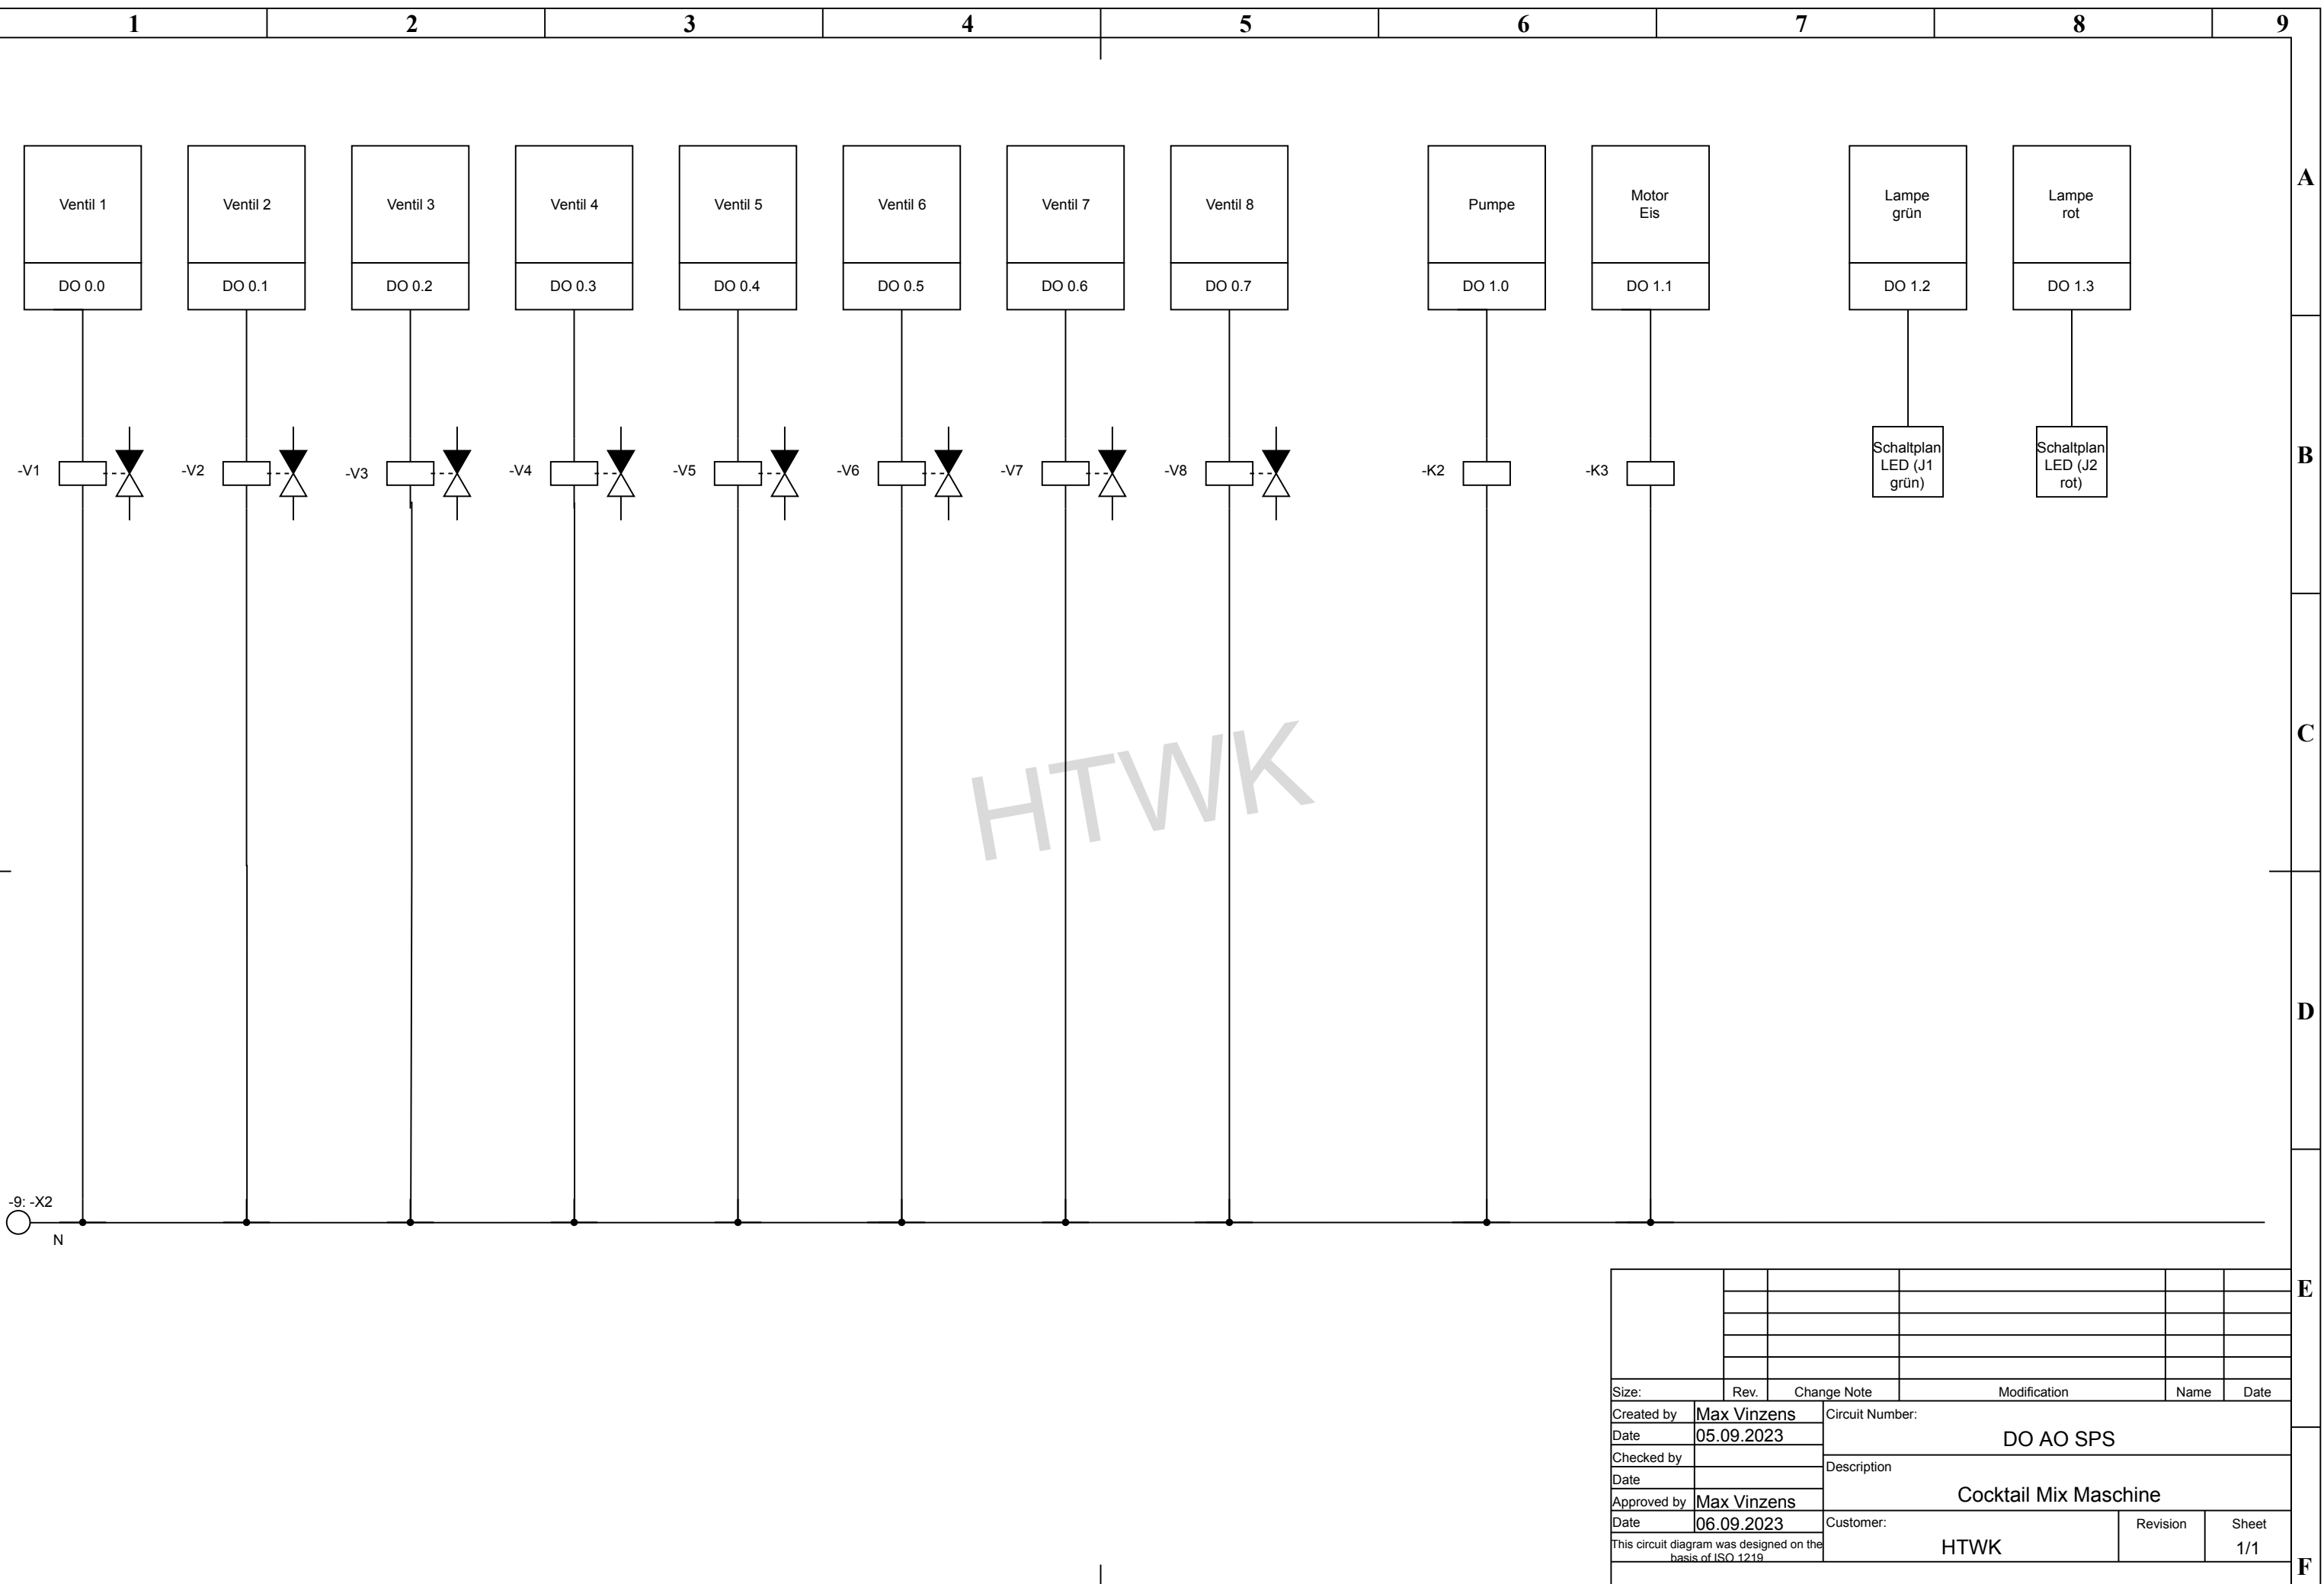 1 2 3 4 5 6 7 8 9
A
Ventil 1 Ventil 2 Ventil 3 Ventil 4 Ventil 5 Ventil 6 Ventil 7 Ventil 8 Pumpe Motor Lampe Lampe
Eis grün rot
DO 0.0 DO 0.1 DO 0.2 DO 0.3 DO 0.4 DO 0.5 DO 0.6 DO 0.7 DO 1.0 DO 1.1 DO 1.2 DO 1.3
Schaltplan Schaltplan
-V1 -V2 -V3 -V4 -V5 -V6 -V7 -V8 -K2 -K3 LED (J1 LED (J2 B
grün) rot)
C
HTWK
D
-9: -X2
N
E
Size: Rev. Change Note Modification Name Date
Created by Max Vinzens Circuit Number:
Date 05.09.2023 DO AO SPS
Checked by
Description
Date
Cocktail Mix Maschine
Approved by Max Vinzens
Date 06.09.2023 Customer: Revision Sheet
This circuit diagram was designed on the HTWK 1/1
basis of ISO 1219
F